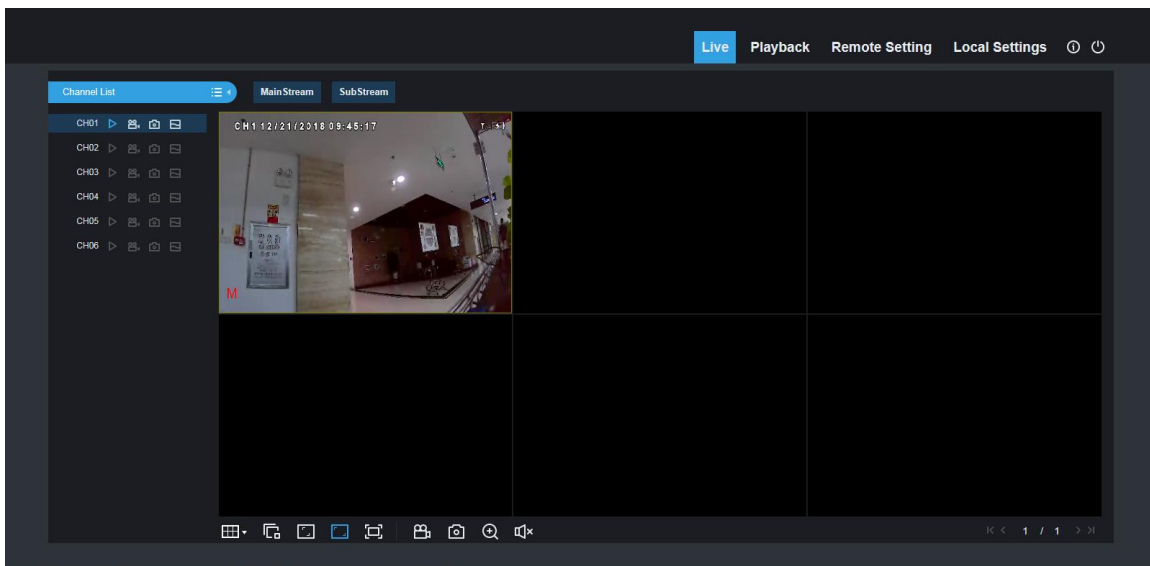 Live Playback Remote Setting Local Settings
Channel List
MainStream SubStream
CH01
CH02
CH03
CH04
CH05
CH06
CH1 12/21/2018 09:45:17
M
1 / 1